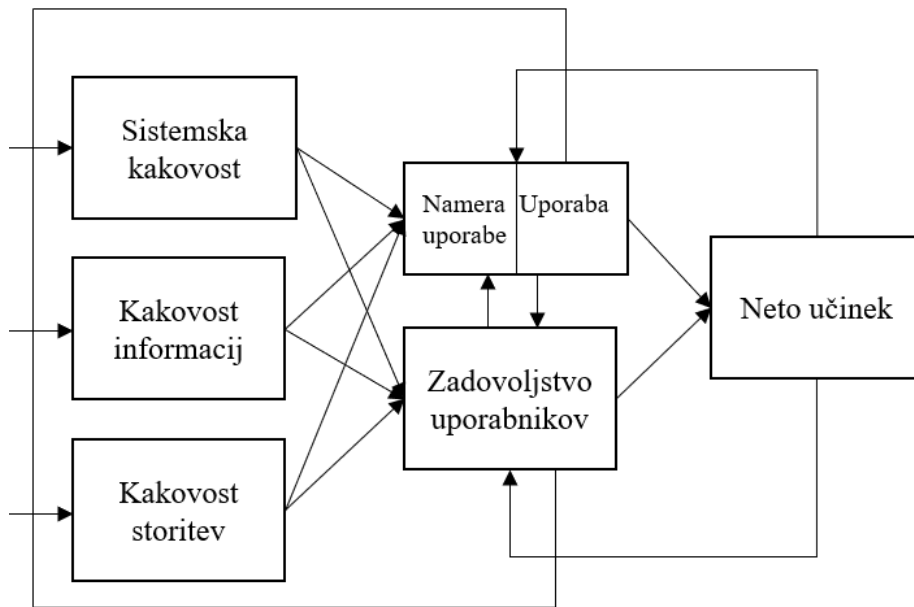 Sistemska
kakovost
Namera
uporabe
Uporaba
Kakovost
informacij
Neto učinek
Zadovoljstvo
uporabnikov
Kakovost
storitev